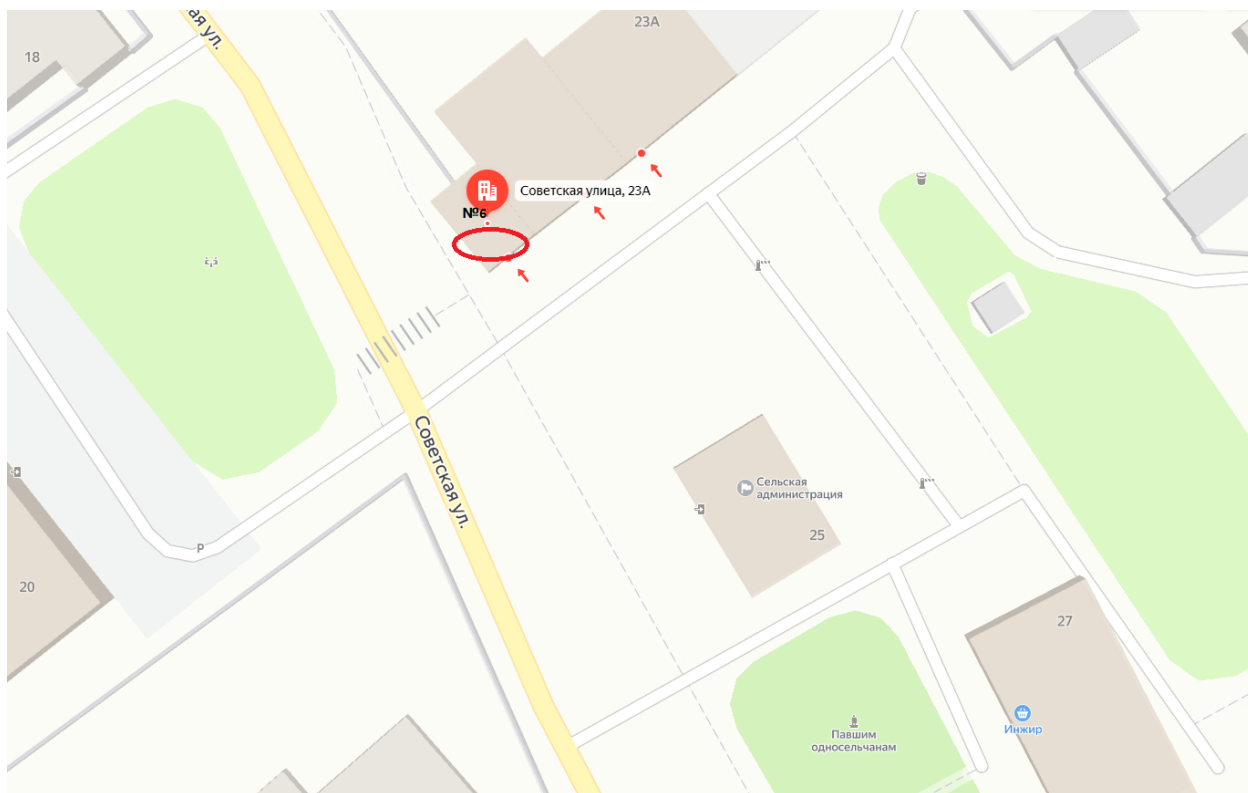 23А
18
ая ул.
Советская улица, 23А
№6
Советская ул.
Сельская
администрация
25
P
20
27
Инжир
Павшим
односельчанам